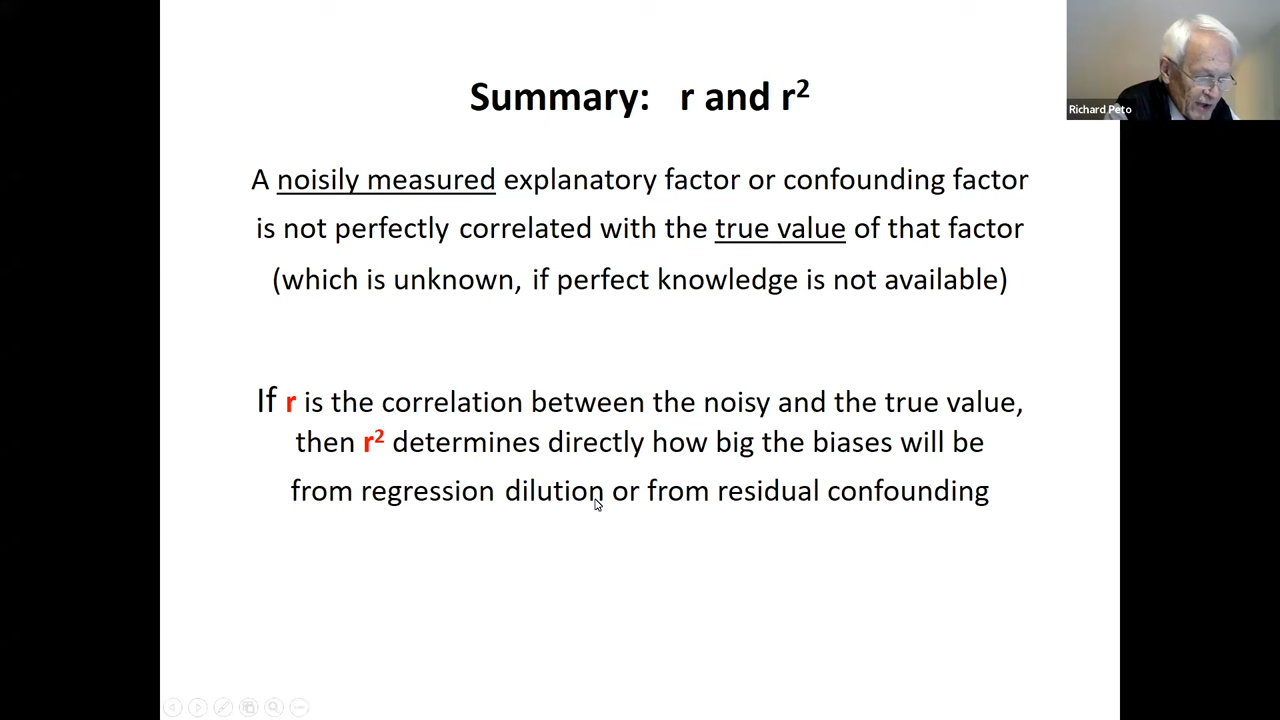 Summary: r and r²
Richard Peto
A noisily measured explanatory factor or confounding factor
is not perfectly correlated with the true value of that factor
(which is unknown, if perfect knowledge is not available)
If r is the correlation between the noisy and the true value,
then r² determines directly how big the biases will be
from regression dilution or from residual confounding